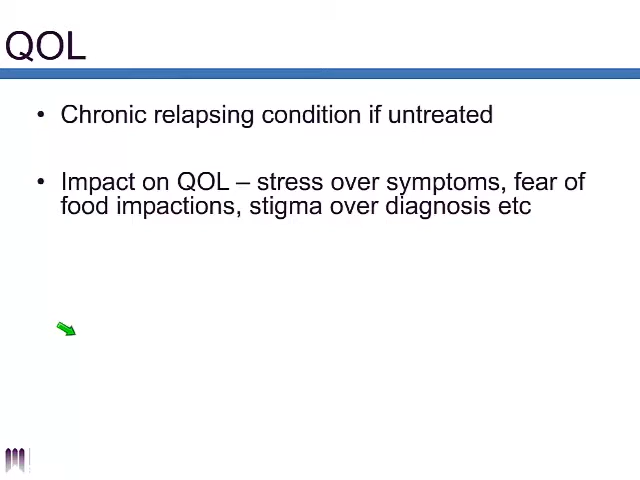 QOL
• Chronic relapsing condition if untreated
• Impact on QOL – stress over symptoms, fear of
food impactions, stigma over diagnosis etc